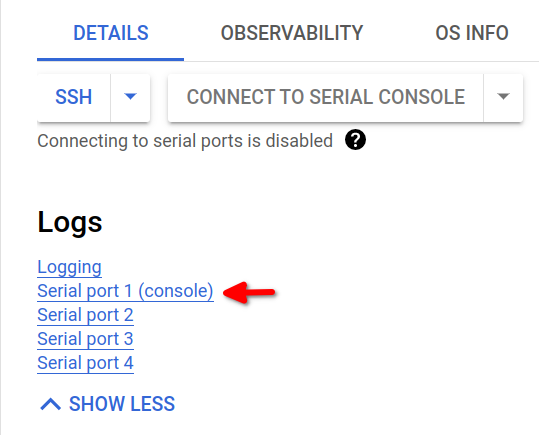 DETAILS OBSERVABILITY OS INFO
SSH CONNECT TO SERIAL CONSOLE
Connecting to serial ports is disabled ?
Logs
Logging
Serial port 1 (console)
Serial port 2
Serial port 3
Serial port 4
SHOW LESS